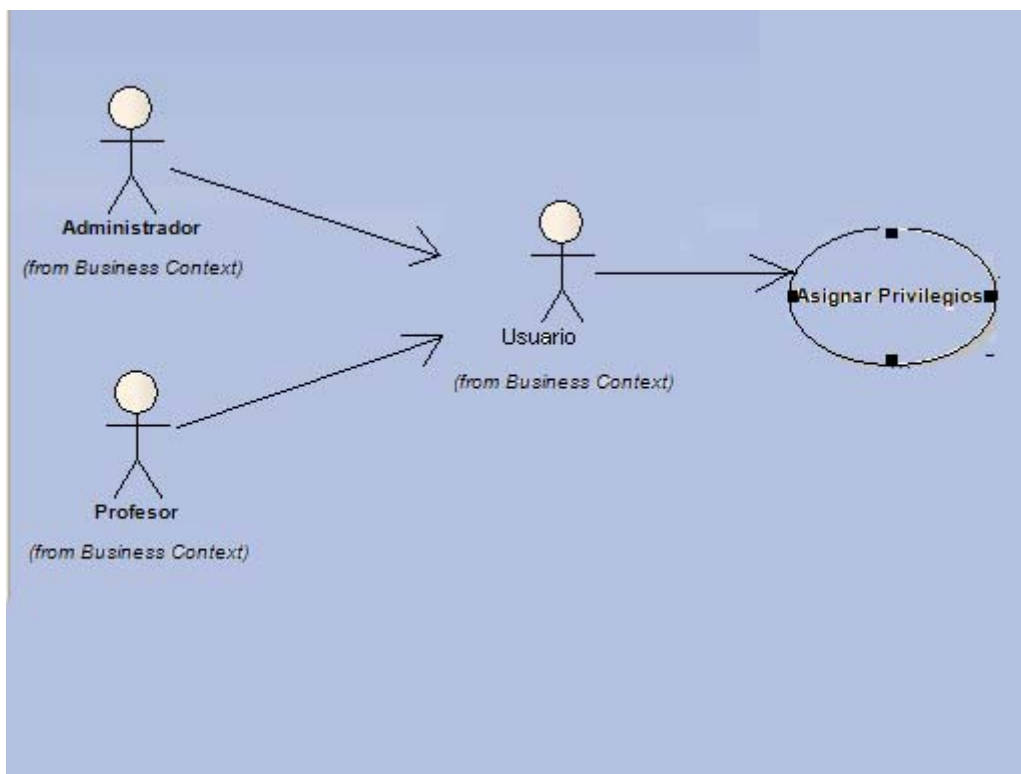 Administrador
(from Business Context)
Usuario
(from Business Context)
Asignar Privilegios
Profesor
(from Business Context)